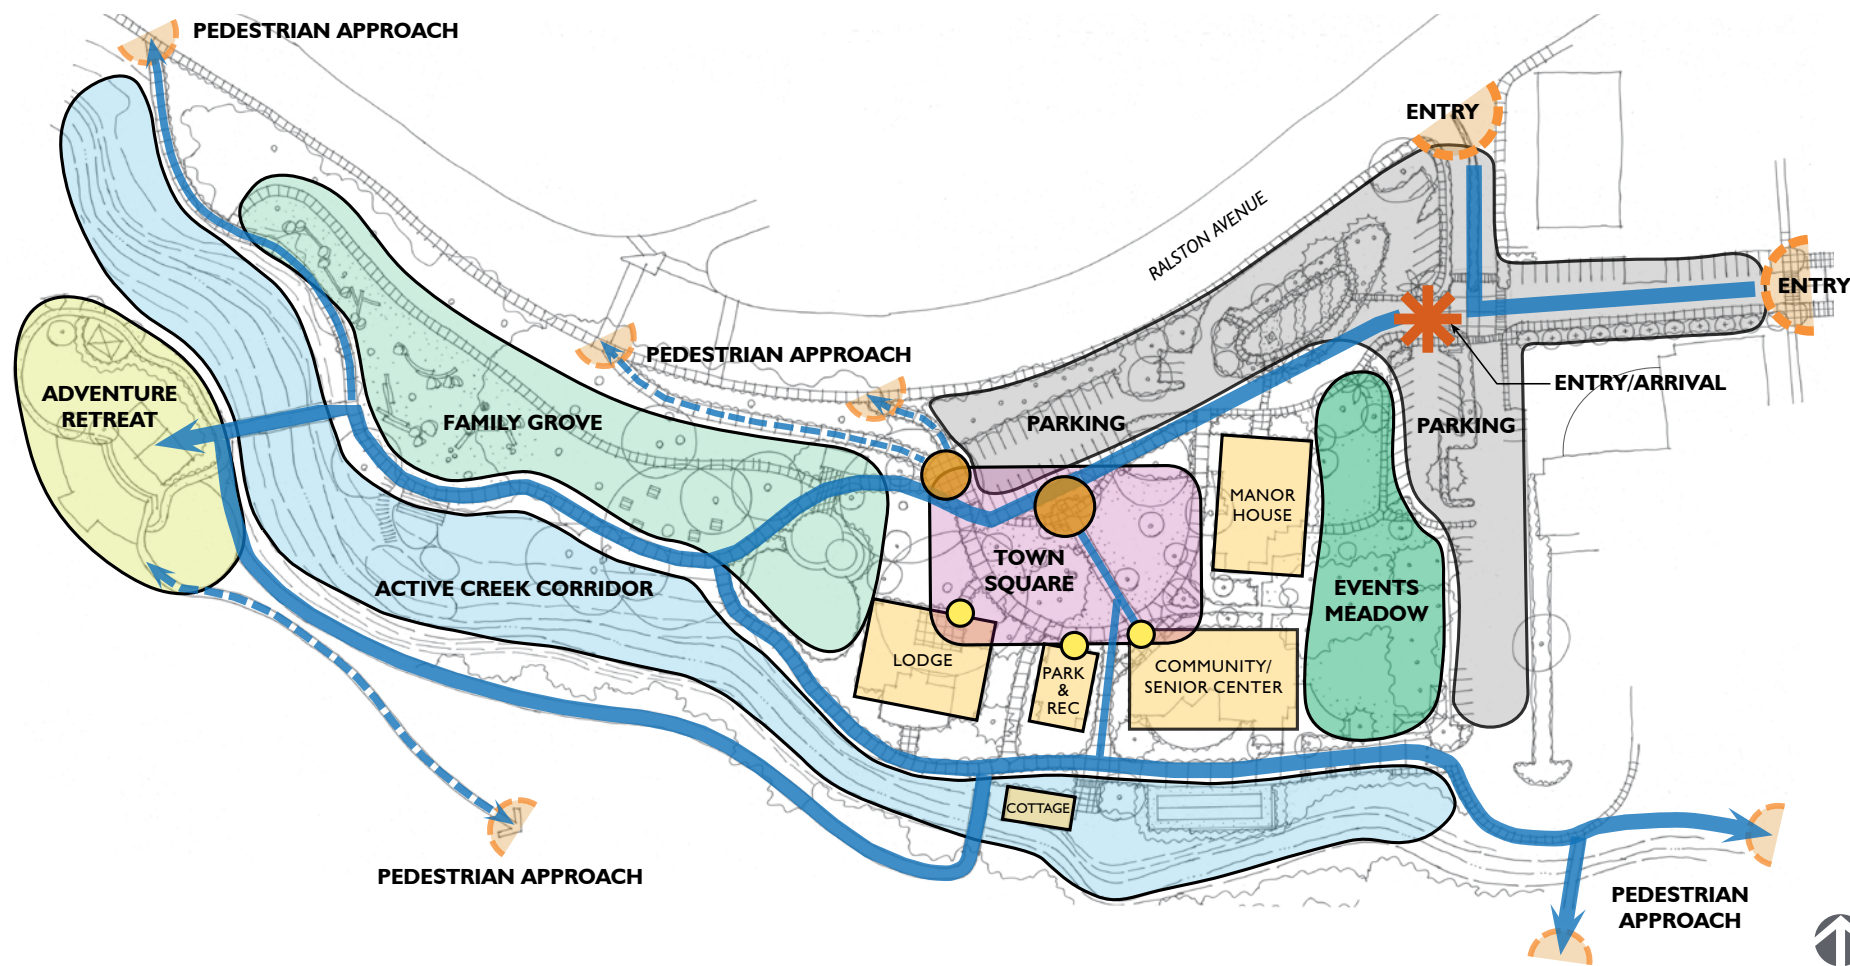 PEDESTRIAN APPROACH
ENTRY
RALSTON AVENUE
ENTRY
PEDESTRIAN APPROACH
ENTRY/ARRIVAL
ADVENTURE
RETREAT
FAMILY GROVE
PARKING
PARKING
MANOR
HOUSE
TOWN
SQUARE
ACTIVE CREEK CORRIDOR
EVENTS
MEADOW
LODGE
PARK
&
REC
COMMUNITY/
SENIOR CENTER
COTTAGE
PEDESTRIAN APPROACH
PEDESTRIAN
APPROACH